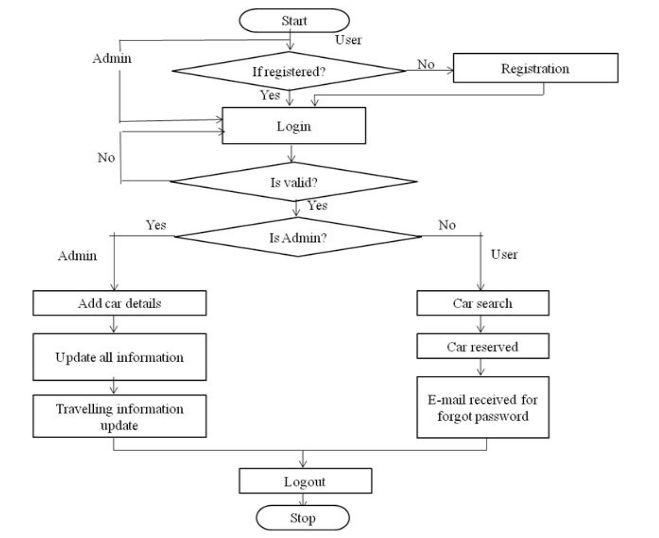 Start
User
Admin
If registered?
No
Registration
Yes
Login
No
Is valid?
Yes
Yes
Is Admin?
No
Admin
User
Add car details
Car search
Update all information
Car reserved
Travelling information
update
E-mail received for
forgot password
Logout
Stop